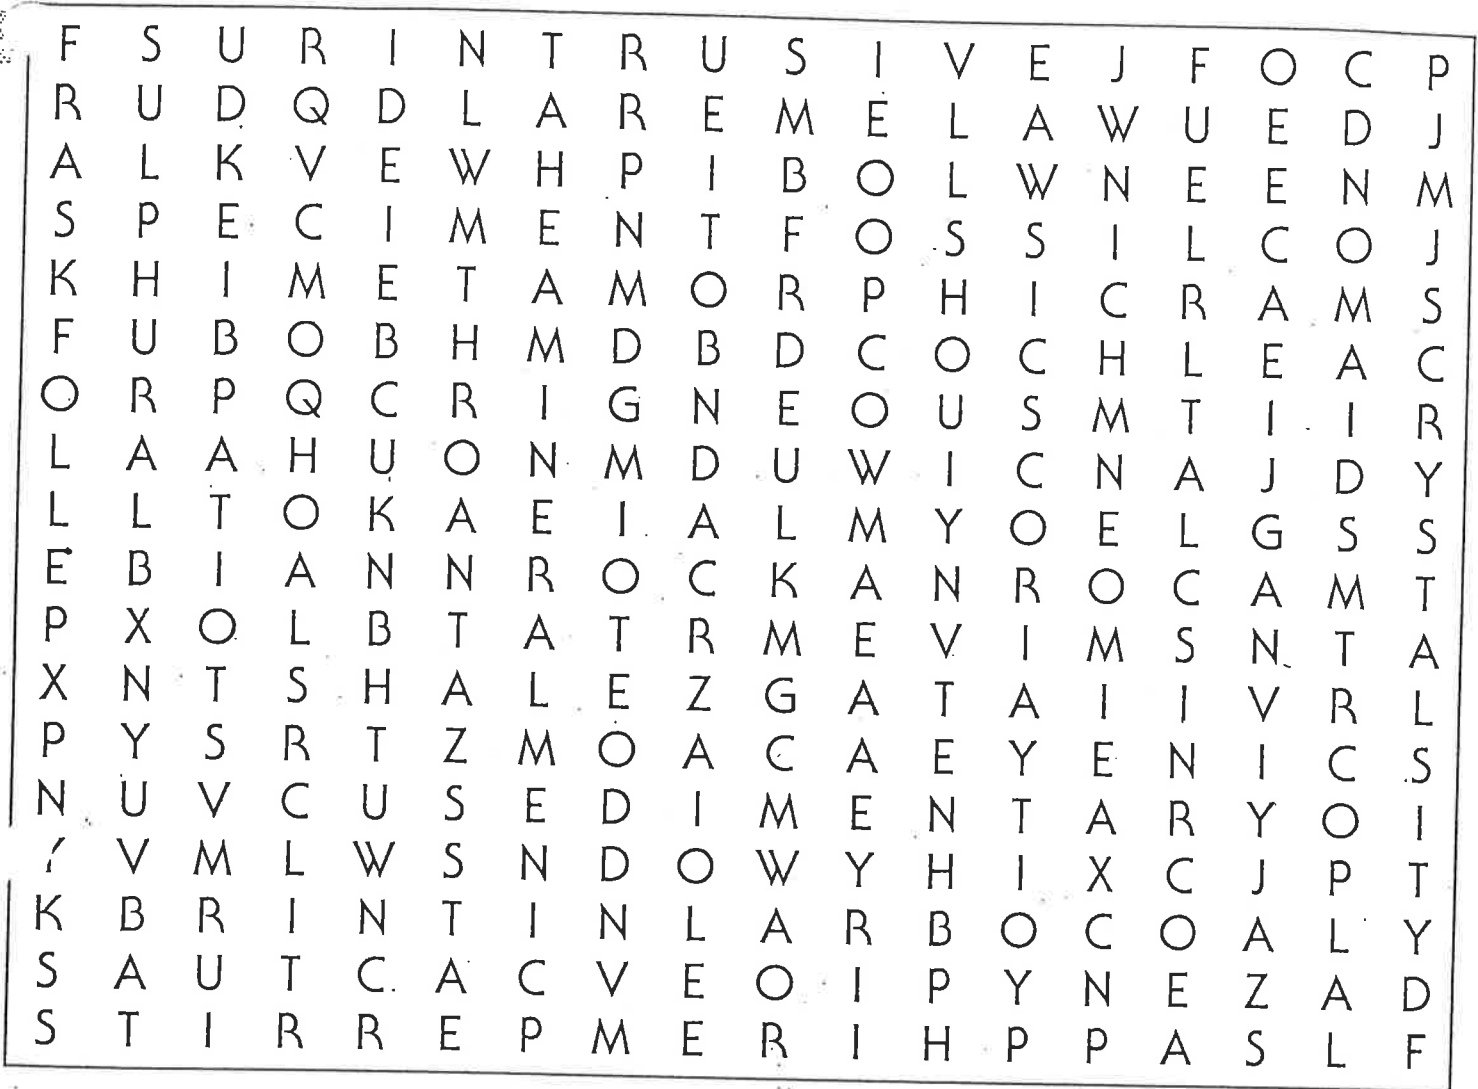 F S U R I N T R U S I V E J F O C P
R U D Q D L A R E M E L A W U E D J
A L K V E W H P I B O L W N E E N M
S P E C I M E N T F O S S I L C O J
K H I M E T A M O R P H I C R A M S
F U B O B H M D B D C O C H L E A C
O R P Q C R I G N E O U S M T I I R
L A A H U O N M D U W I C N A J D Y
L L T O K A E I A L M Y O E L G S S
E B I A N N R O C K A N R O C A M T
P X O L B T A T R M E V I M S N T A
X N T S H A L E Z G A T A I I V R L
P Y S R T Z M O A C A E Y E N I C S
N U V C U S E D I M E N T A R Y O I
V M L W S N D O W Y H I X C J P T
K B R I N T I N L A R B O C O A L Y
S A U T C A C V E O I P Y N E Z A D
S T I R R E P M E R I H P P A S L F